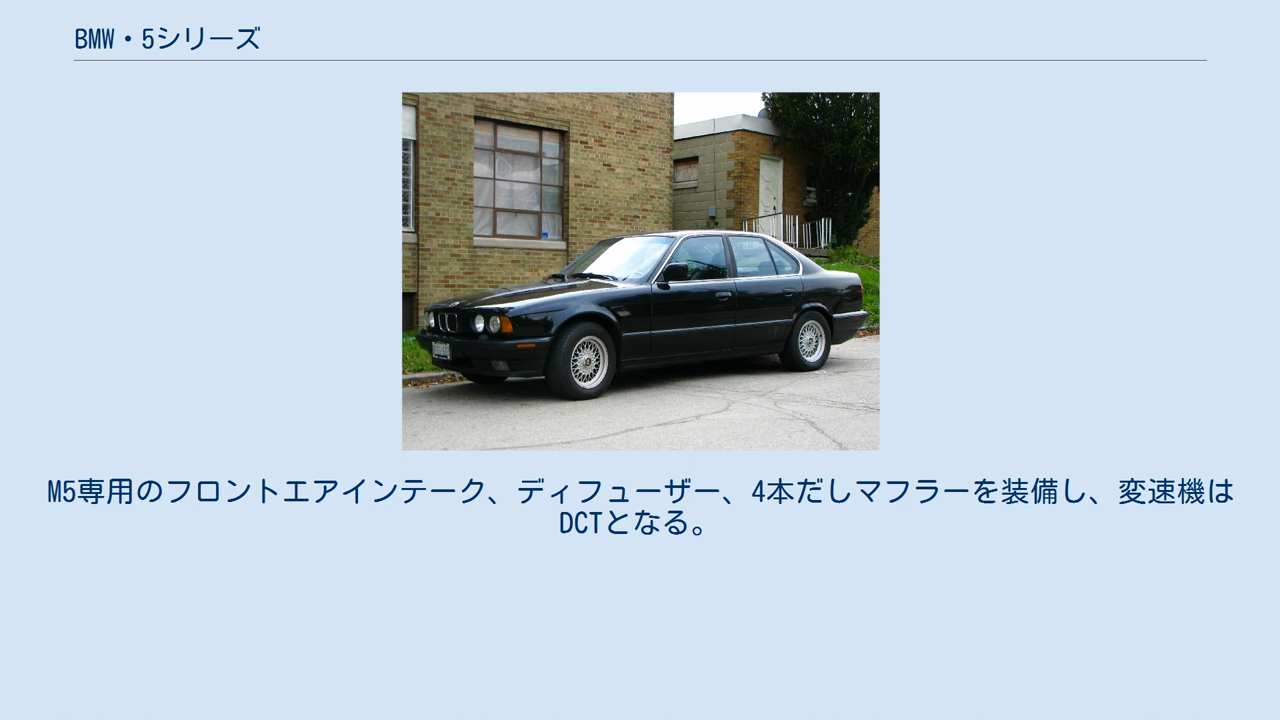 BMW・5シリーズ
M5専用のフロントエアインテーク、ディフューザー、4本だしマフラーを装備し、変速機は
DCTとなる。